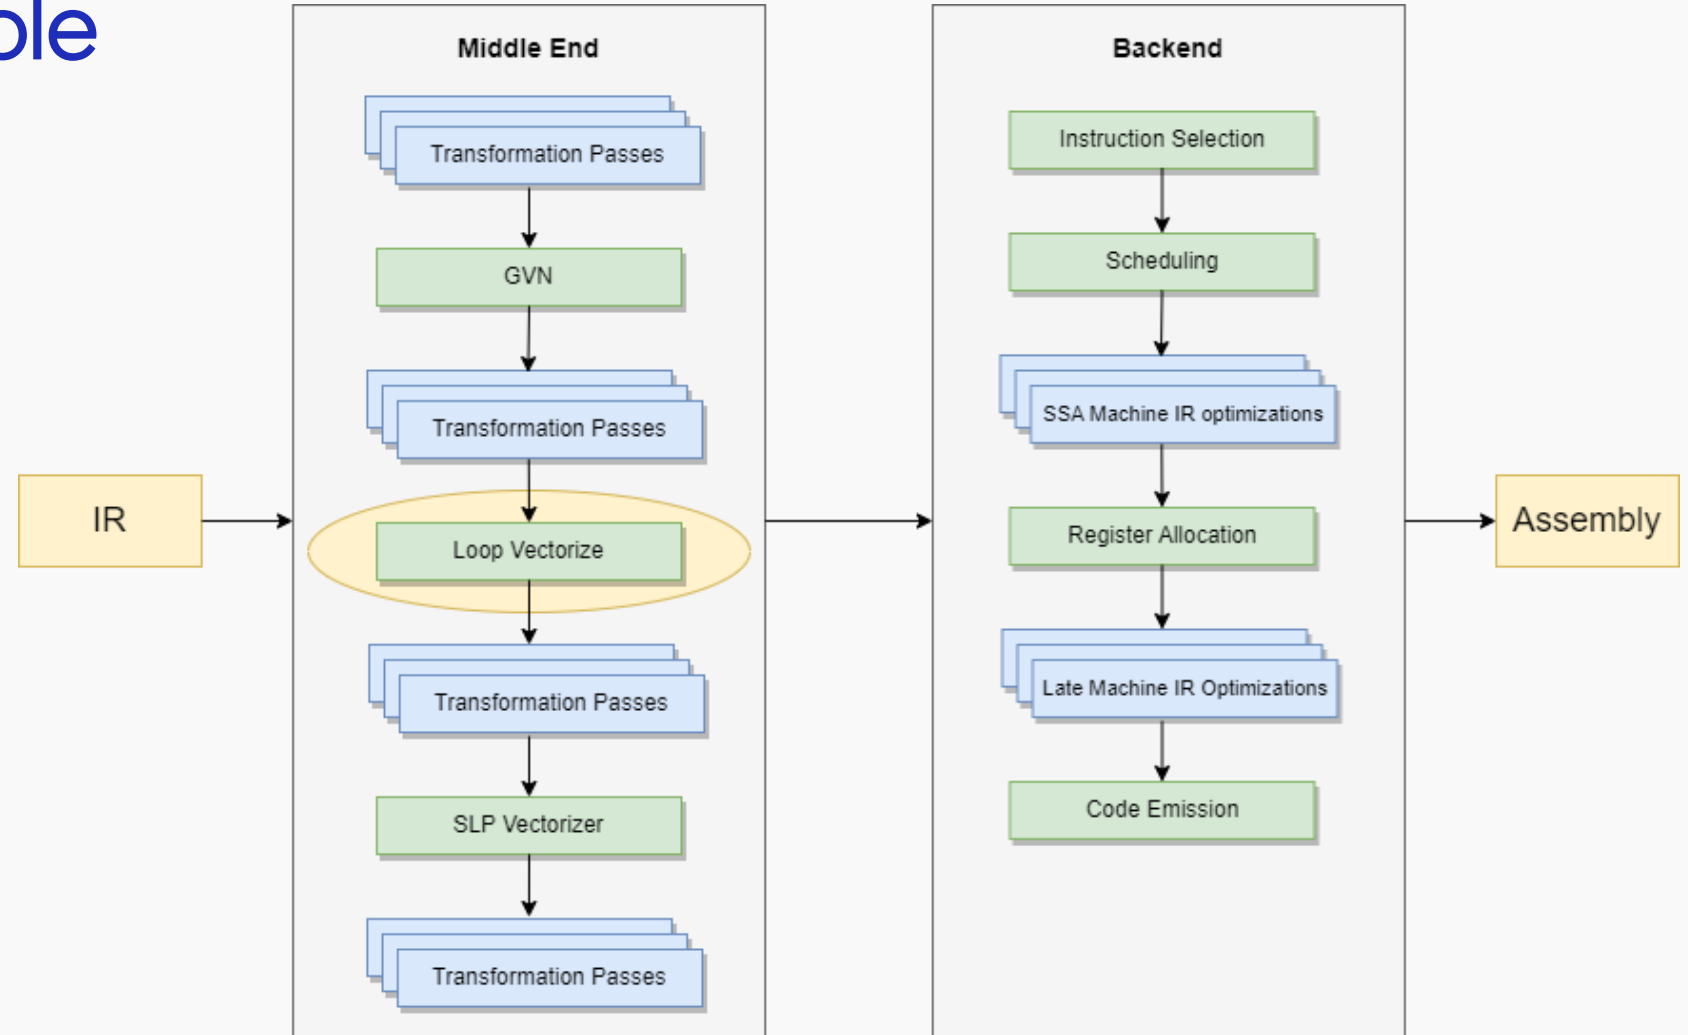 Middle End
Transformation Passes
GVN
Transformation Passes
Loop Vectorize
Transformation Passes
SLP Vectorizer
Transformation Passes
IR
Backend
Instruction Selection
Scheduling
SSA Machine IR optimizations
Register Allocation
Late Machine IR Optimizations
Code Emission
Assembly